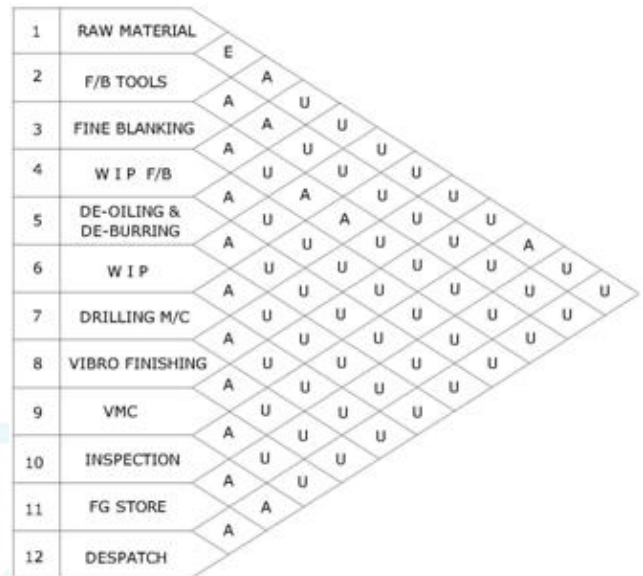 1 RAW MATERIAL
E
2 F/B TOOLS A
A U
3 FINE BLANKING A U
A U U
4 W I P F/B U U U
A A U U
5 DE-OILING & DE-BURRING U A U U
A U U U A
6 W I P U U U U U
A U U U U U
7 DRILLING M/C U U U U U
A U U U U
8 VIBRO FINISHING U U U U
A U U U
9 VMC U U U
A U U
10 INSPECTION U U
A U
11 FG STORE A
A
12 DESPATCH